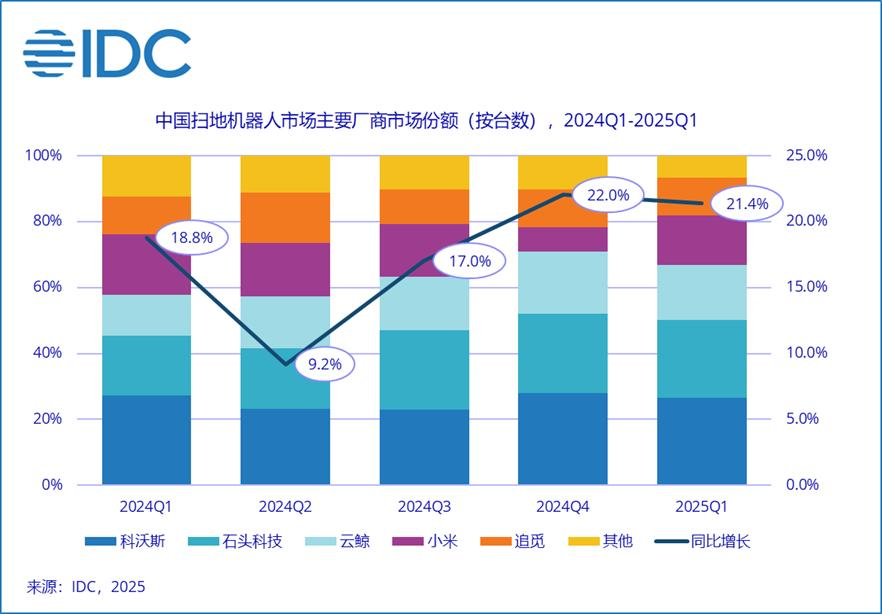 IDC
中国扫地机器人市场主要厂商市场份额（按台数），2024Q1-2025Q1
100% 25.0%
80% 20.0%
60% 15.0%
40% 10.0%
20% 5.0%
0% 0.0%
18.8%
9.2%
17.0%
22.0%
21.4%
2024Q1 2024Q2 2024Q3 2024Q4 2025Q1
科沃斯 石头科技 云鲸 小米 追觅 其他 同比增长
来源：IDC，2025